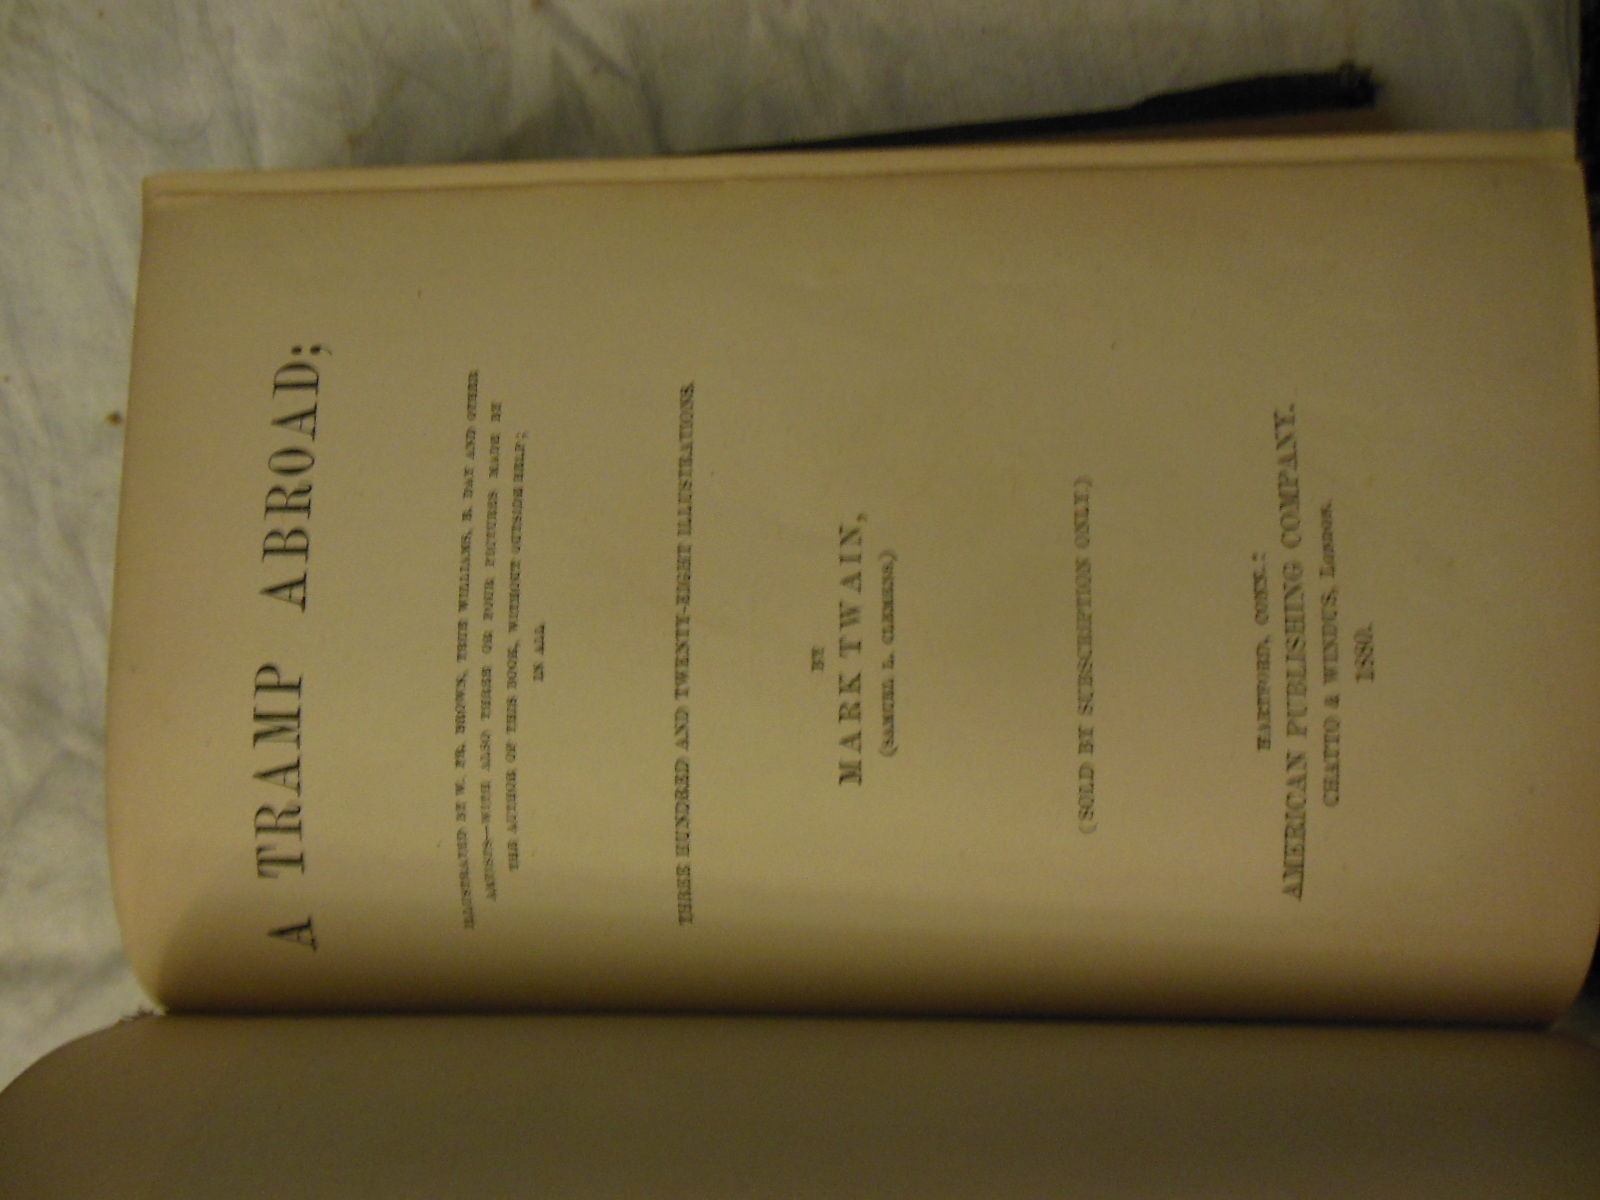 A TRAMP ABROAD;
ILLUSTRATED BY W. FR. BROWN, TRUE WILLIAMS, B. DAY AND OTHER
ARTISTS—WITH ALSO THREE OR FOUR PICTURES MADE BY
THE AUTHOR OF THIS BOOK, WITHOUT OUTSIDE HELP;
IN ALL
THREE HUNDRED AND TWENTY-EIGHT ILLUSTRATIONS.
BY
MARK TWAIN,
(SAMUEL L. CLEMENS.)
(SOLD BY SUBSCRIPTION ONLY.)
HARTFORD, CONN.:
AMERICAN PUBLISHING COMPANY.
CHATTO & WINDUS, London.
1880.